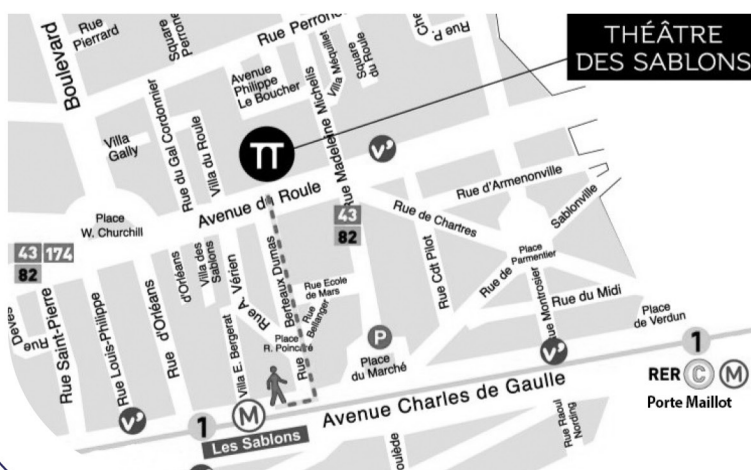 THÉÂTRE
DES SABLONS
Rue
Pierrard
Square
Perronet
Rue Perronet
Rue P.
Boulevard
Avenue
Philippe
Le Boucher
Villa Méquillet
Square
du Roule
Rue Madeleine Michelis
Villa
Gally
Rue du Gal Cordonnier
Villa du Roule
TT
V'
Avenue du Roule
Place
W. Churchill
43 174
82
43
82
Rue d'Armenonville
Rue de Chartres
Sablonville
Rue de
Place
Parmentier
Rue Cdt Pilot
Rue Montrosier
Rue du Midi
Place
de Verdun
d'Orléans
Villa des
Sablons
Rue A. Vérien
Berteaux Dumas
Rue Ecole
de Mars
Rue
Bellanger
Place
R. Poincaré
Rue
Rue
Deves
Rue Saint-Pierre
Rue Louis-Philippe
Rue d'Orléans
Villa E. Bergerat
P
Place
du Marché
V'
V'
1
M
Les Sablons
Avenue Charles de Gaulle
1
RER C M
Porte Maillot
Rue Raoul
Nording